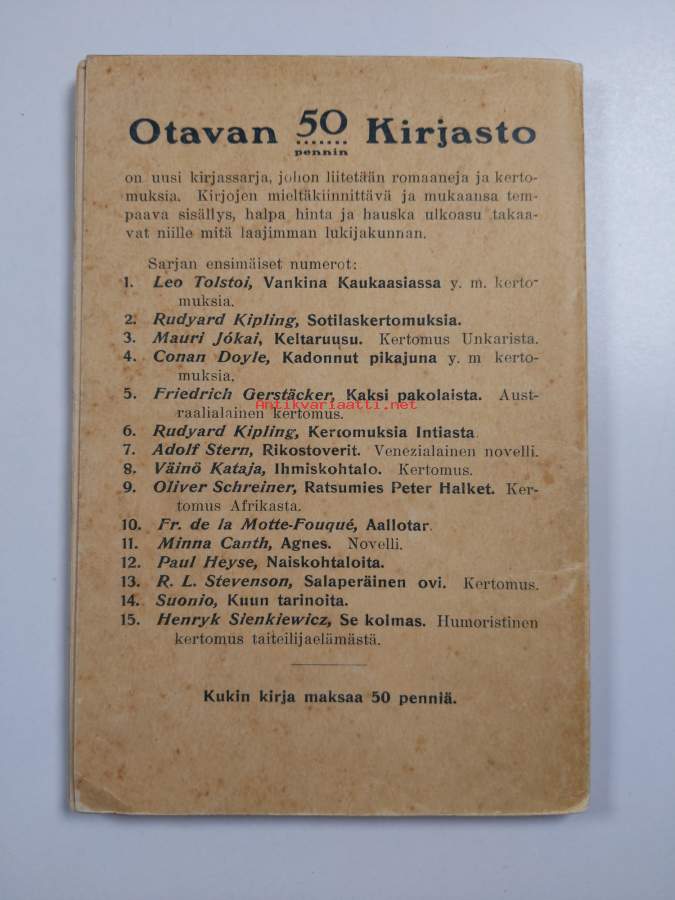 Otavan 50 pennin Kirjasto
on uusi kirjassarja, johon liitetään romaaneja ja kerto-
muksia. Kirjojen mieltäkiinnittävä ja mukaansa tem-
paava sisällys, halpa hinta ja hauska ulkoasu takaa-
vat niille mitä laajimman lukijakunnan.
Sarjan ensimäiset numerot:
1. Leo Tolstoi, Vankina Kaukaasiassa y. m. kerto-
muksia.
2. Rudyard Kipling, Sotilaskertomuksia.
3. Mauri Jókai, Keltaruusu. Kertomus Unkarista.
4. Conan Doyle, Kadonnut pikajuna y. m kerto-
muksia.
5. Friedrich Gerstäcker, Kaksi pakolaista. Aust-
Antikvariaatti.net
raalialainen kertomus.
6. Rudyard Kipling, Kertomuksia Intiasta
7. Adolf Stern, Rikostoverit. Venezialainen novelli.
8. Väinö Kataja, Ihmiskohtalo. Kertomus.
9. Oliver Schreiner, Ratsumies Peter Halket. Ker-
tomus Afrikasta.
10. Fr. de la Motte-Fouqué, Aallotar.
11. Minna Canth, Agnes. Novelli.
12. Paul Heyse, Naiskohtaloita.
13. R. L. Stevenson, Salaperäinen ovi. Kertomus.
14. Suonio, Kuun tarinoita.
15. Henryk Sienkiewicz, Se kolmas. Humoristinen
kertomus taiteilijaelämästä.
Kukin kirja maksaa 50 penniä.